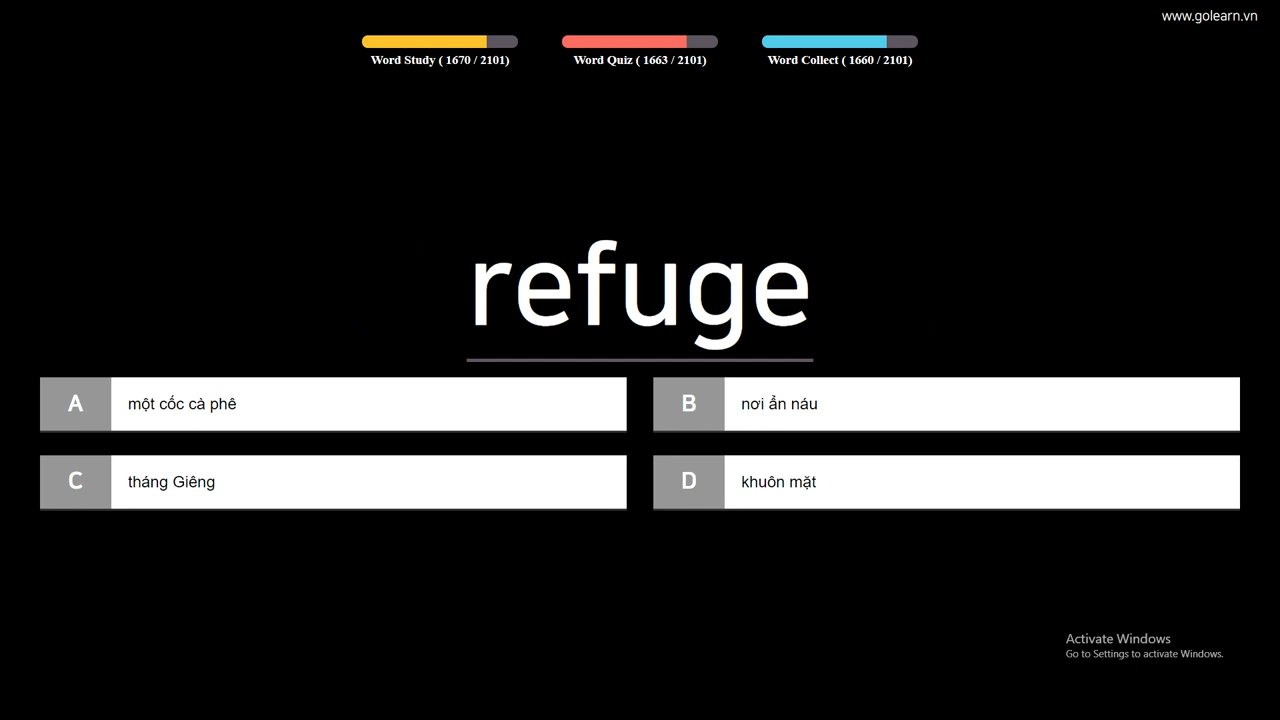 www.golearn.vn
Word Study ( 1670 / 2101)
Word Quiz ( 1663 / 2101)
Word Collect ( 1660 / 2101)
refuge
A một cốc cà phê
B nơi ẩn náu
C tháng Giêng
D khuôn mặt
Activate Windows
Go to Settings to activate Windows.